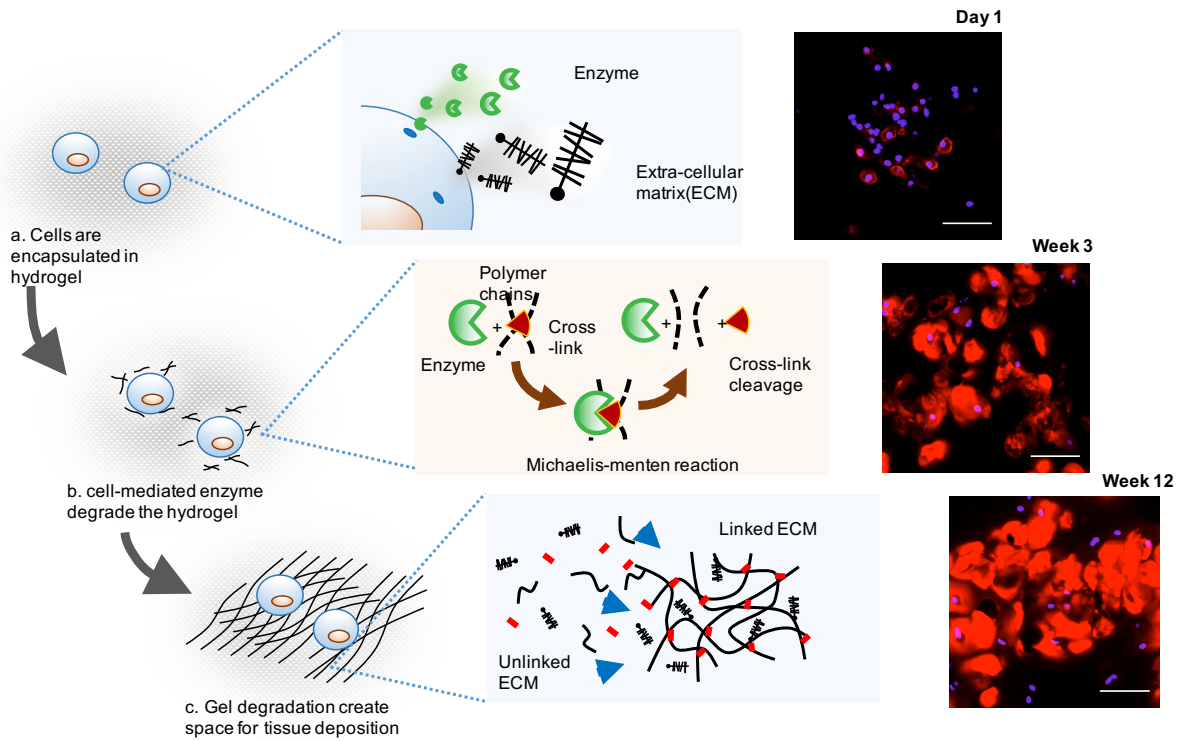 Day 1
Enzyme
Extra-cellular
matrix(ECM)
a. Cells are
encapsulated in
hydrogel
Week 3
Polymer
chains
+
Cross
-link
Enzyme
+
+
Cross-link
cleavage
Michaelis-menten reaction
b. cell-mediated enzyme
degrade the hydrogel
Week 12
Linked ECM
Unlinked
ECM
c. Gel degradation create
space for tissue deposition